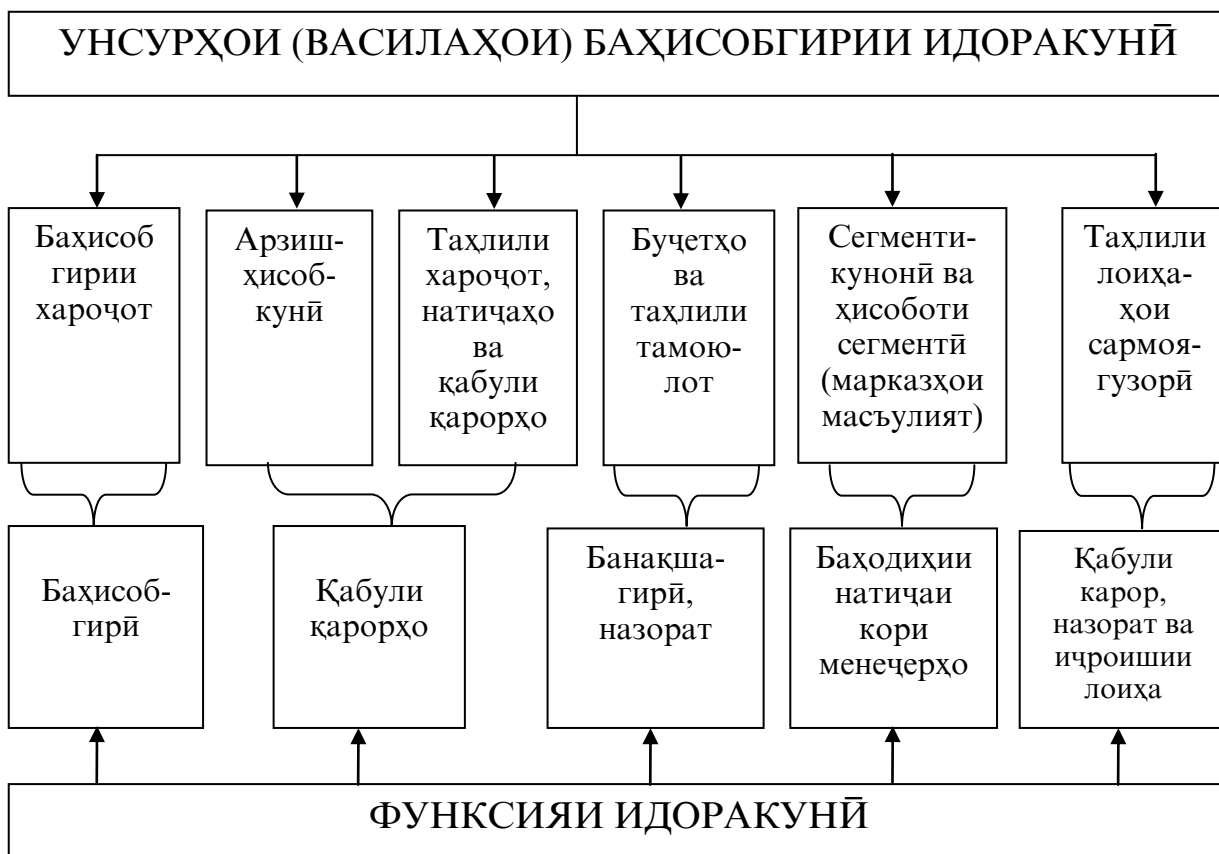 УНСУРҲОИ (ВАСИЛАҲОИ) БАҲИСОБГИРИИ ИДОРАКУНӢ
Баҳисоб
гирии
хароҷот
Арзиш-
ҳисоб-
кунӣ
Таҳлили
хароҷот,
натиҷаҳо
ва
қабули
қарорҳо
Буҷетҳо
ва
таҳлили
тамою-
лот
Сегменти-
кунонӣ ва
ҳисоботи
сегментӣ
(марказҳои
масъулият)
Таҳлили
лоиҳа-
ҳои
сармоя-
гузорӣ
Баҳисоб-
гирӣ
Қабули
қарорҳо
Банақша-
гирӣ,
назорат
Баҳодиҳии
натиҷаи
кори
менеҷерҳо
Қабули
карор,
назорат ва
иҷроишии
лоиҳа
ФУНКСИЯИ ИДОРАКУНӢ